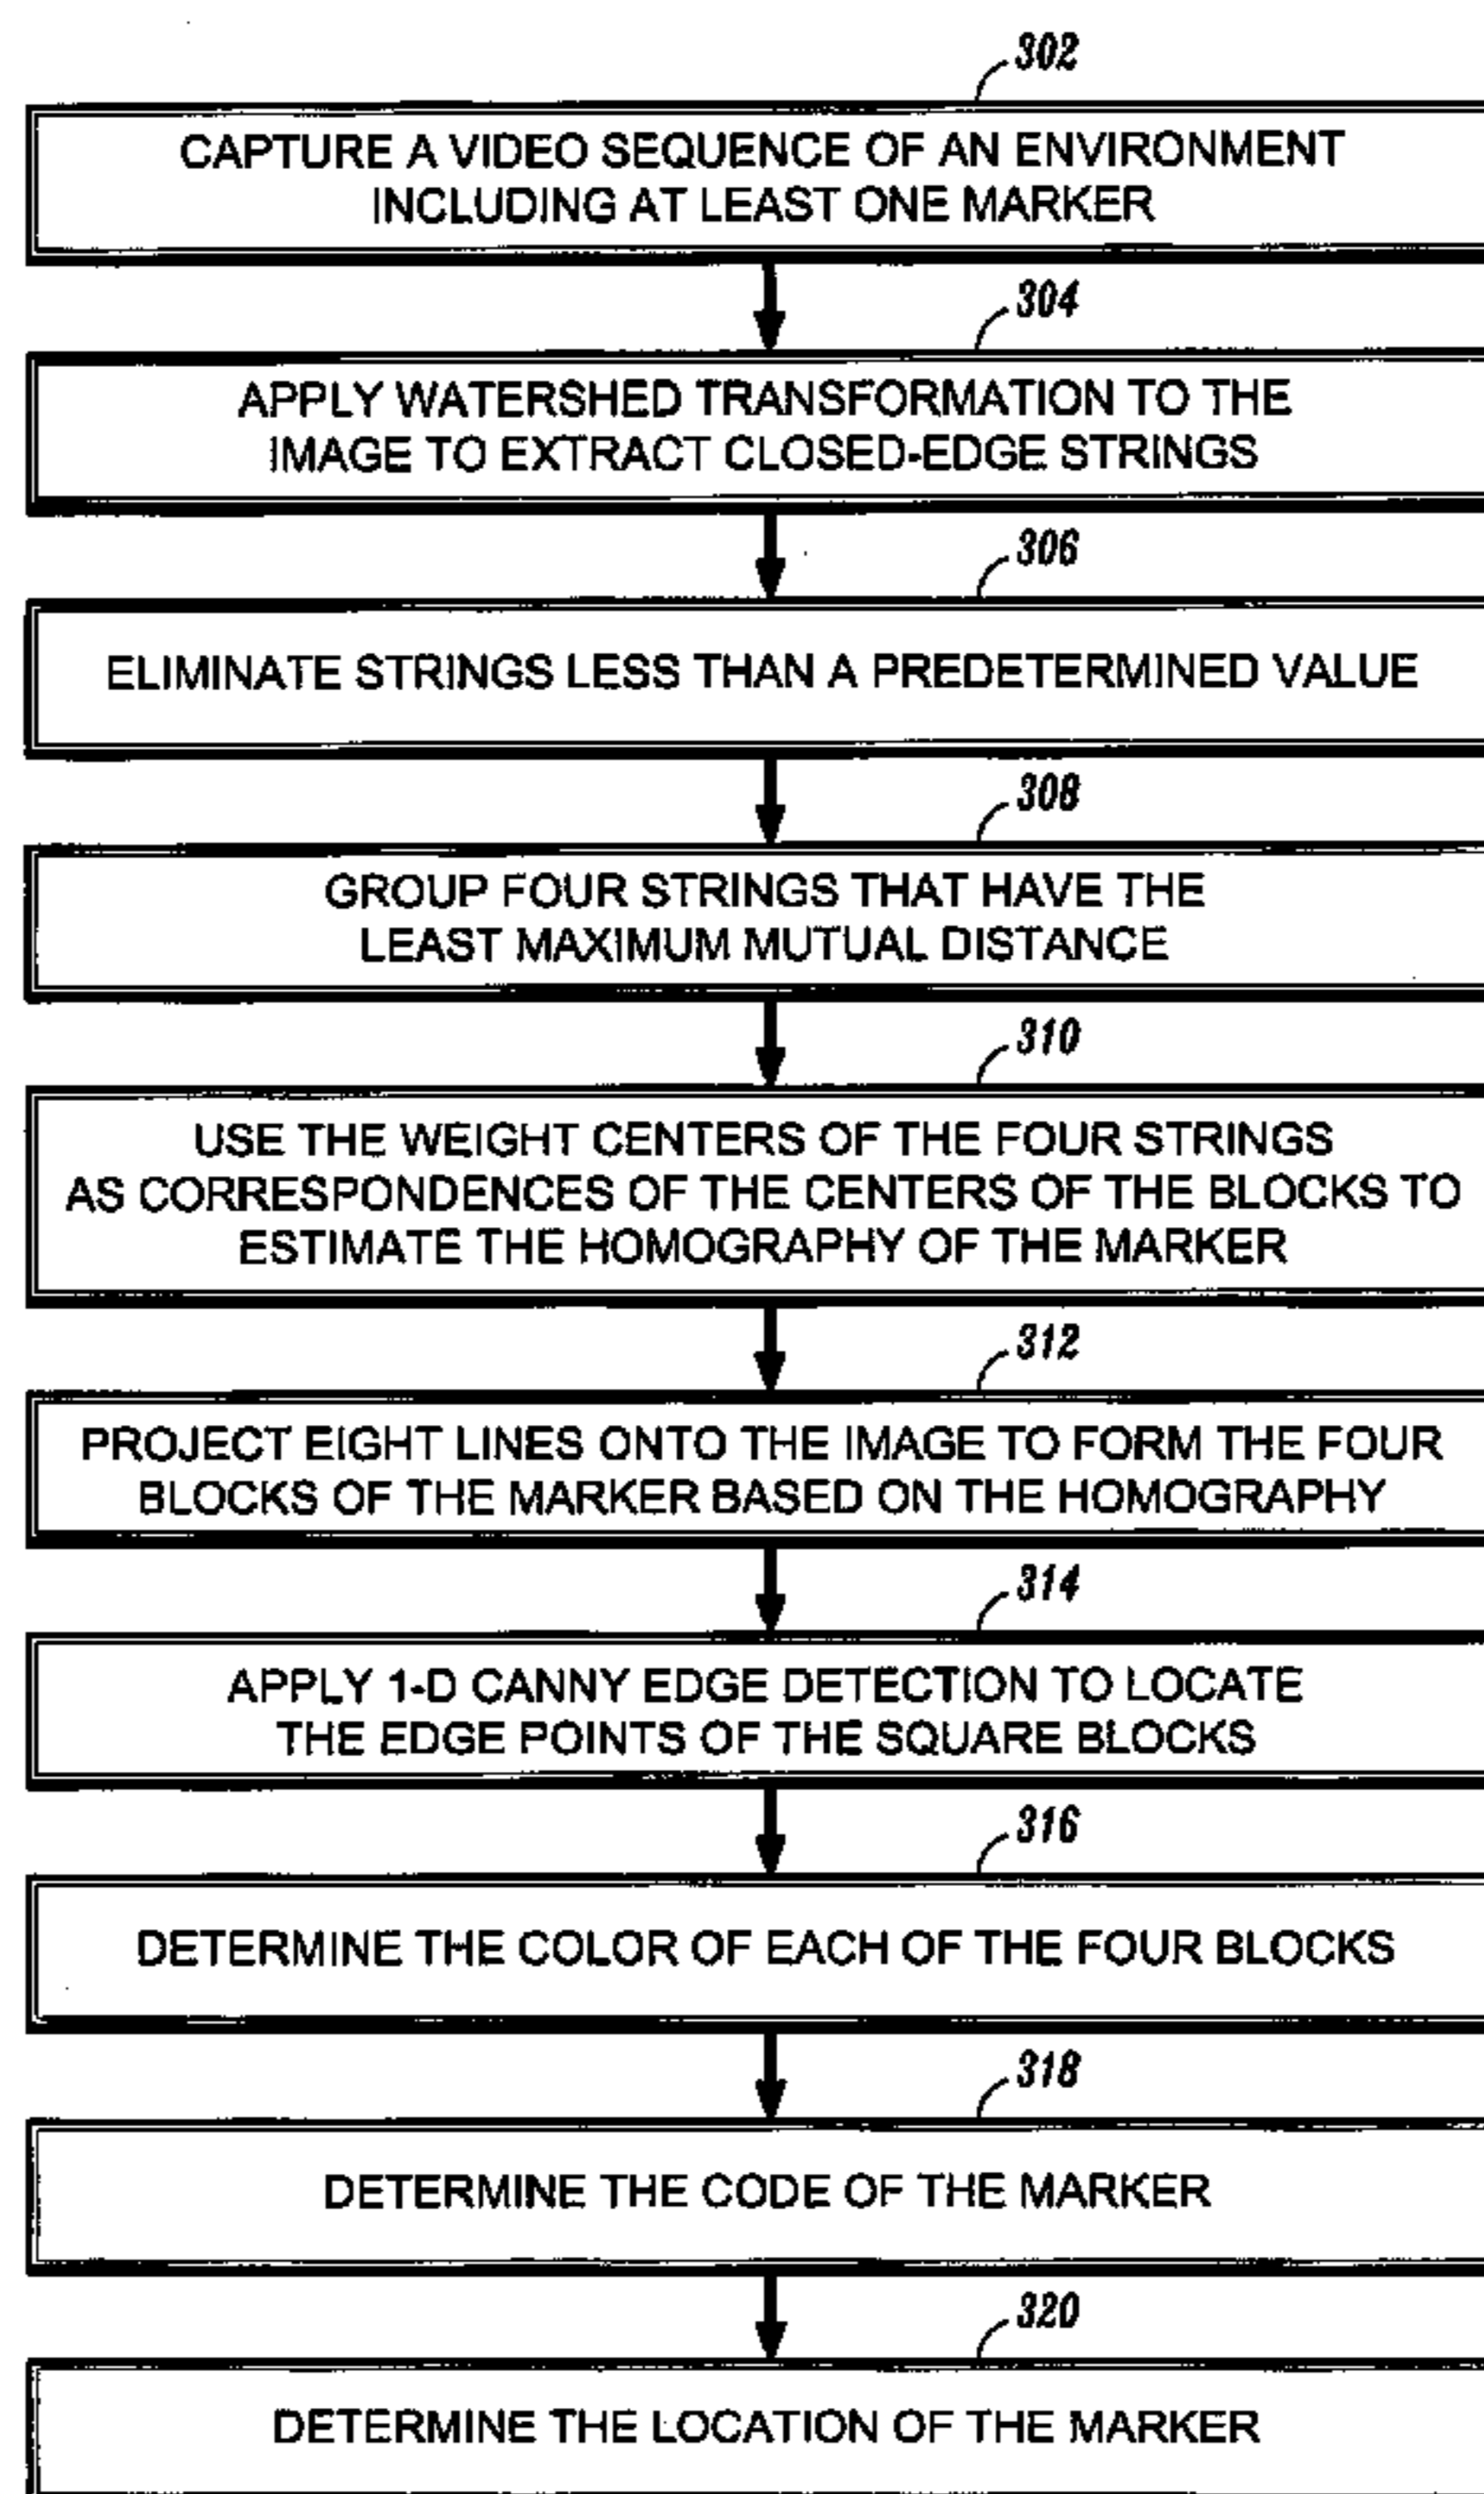 302
CAPTURE A VIDEO SEQUENCE OF AN ENVIRONMENT
INCLUDING AT LEAST ONE MARKER
304
APPLY WATERSHED TRANSFORMATION TO THE
IMAGE TO EXTRACT CLOSED-EDGE STRINGS
306
ELIMINATE STRINGS LESS THAN A PREDETERMINED VALUE
308
GROUP FOUR STRINGS THAT HAVE THE
LEAST MAXIMUM MUTUAL DISTANCE
310
USE THE WEIGHT CENTERS OF THE FOUR STRINGS
AS CORRESPONDENCES OF THE CENTERS OF THE BLOCKS TO
ESTIMATE THE HOMOGRAPHY OF THE MARKER
312
PROJECT EIGHT LINES ONTO THE IMAGE TO FORM THE FOUR
BLOCKS OF THE MARKER BASED ON THE HOMOGRAPHY
314
APPLY 1-D CANNY EDGE DETECTION TO LOCATE
THE EDGE POINTS OF THE SQUARE BLOCKS
316
DETERMINE THE COLOR OF EACH OF THE FOUR BLOCKS
318
DETERMINE THE CODE OF THE MARKER
320
DETERMINE THE LOCATION OF THE MARKER